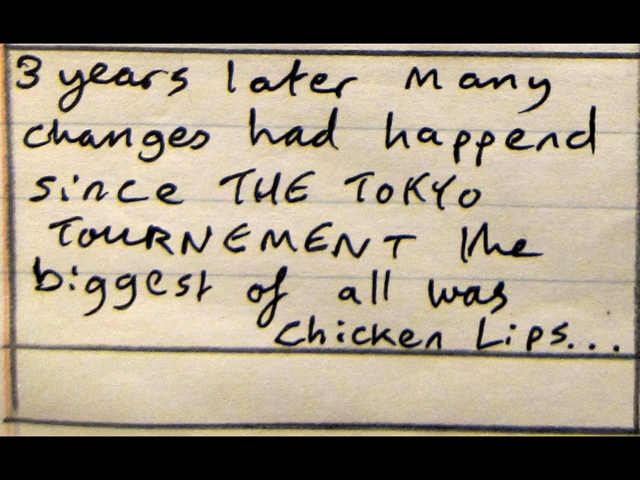 3 years later Many
changes had happend
since THE TOKYO
TOURNEMENT the
biggest of all was
Chicken Lips...